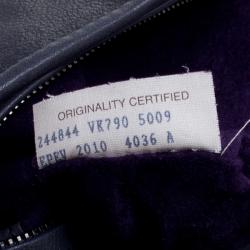 ORIGINALITY CERTIFIED
244844 VK790 5009
2010 4036 A